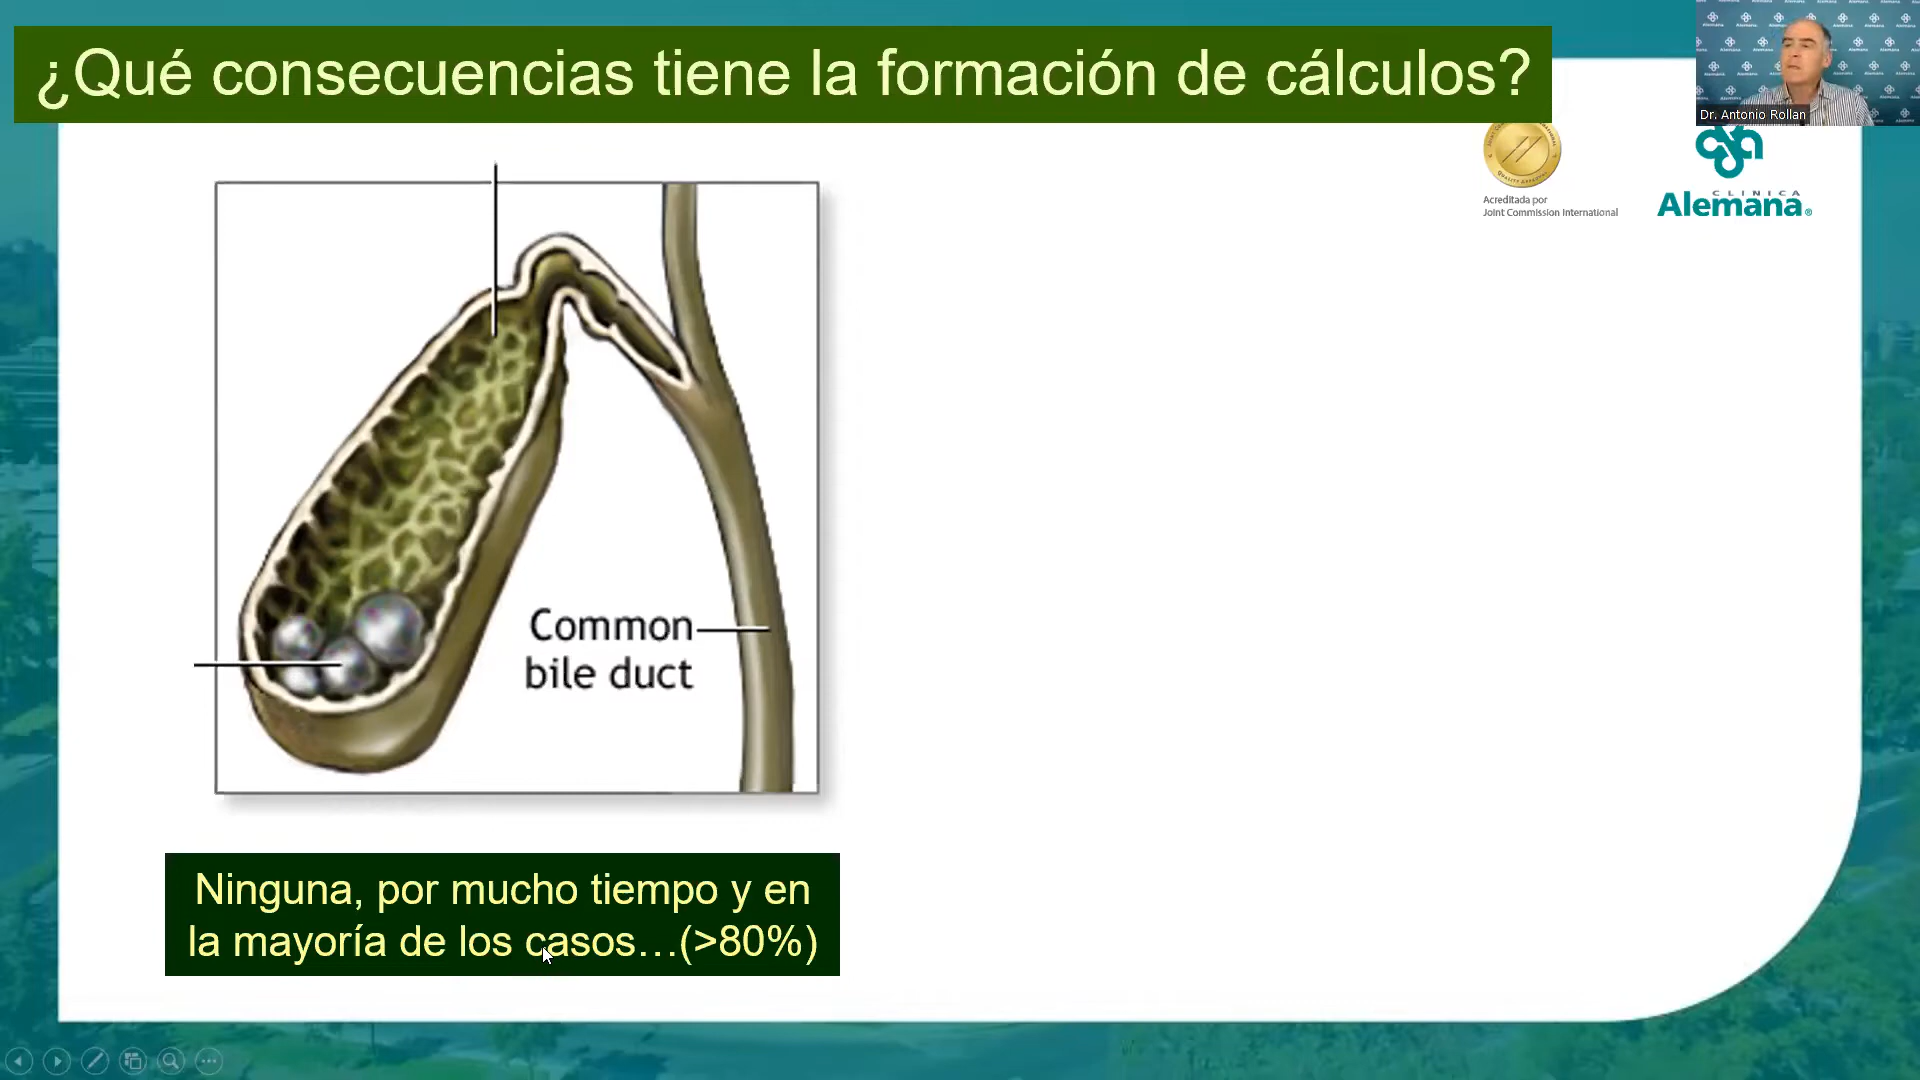 ¿Qué consecuencias tiene la formación de cálculos?
Dr. Antonio Rollan
Acreditada por
Joint Commission International
CLINICA
Alemana®
Common
bile duct
Ninguna, por mucho tiempo y en
la mayoría de los casos…(>80%)